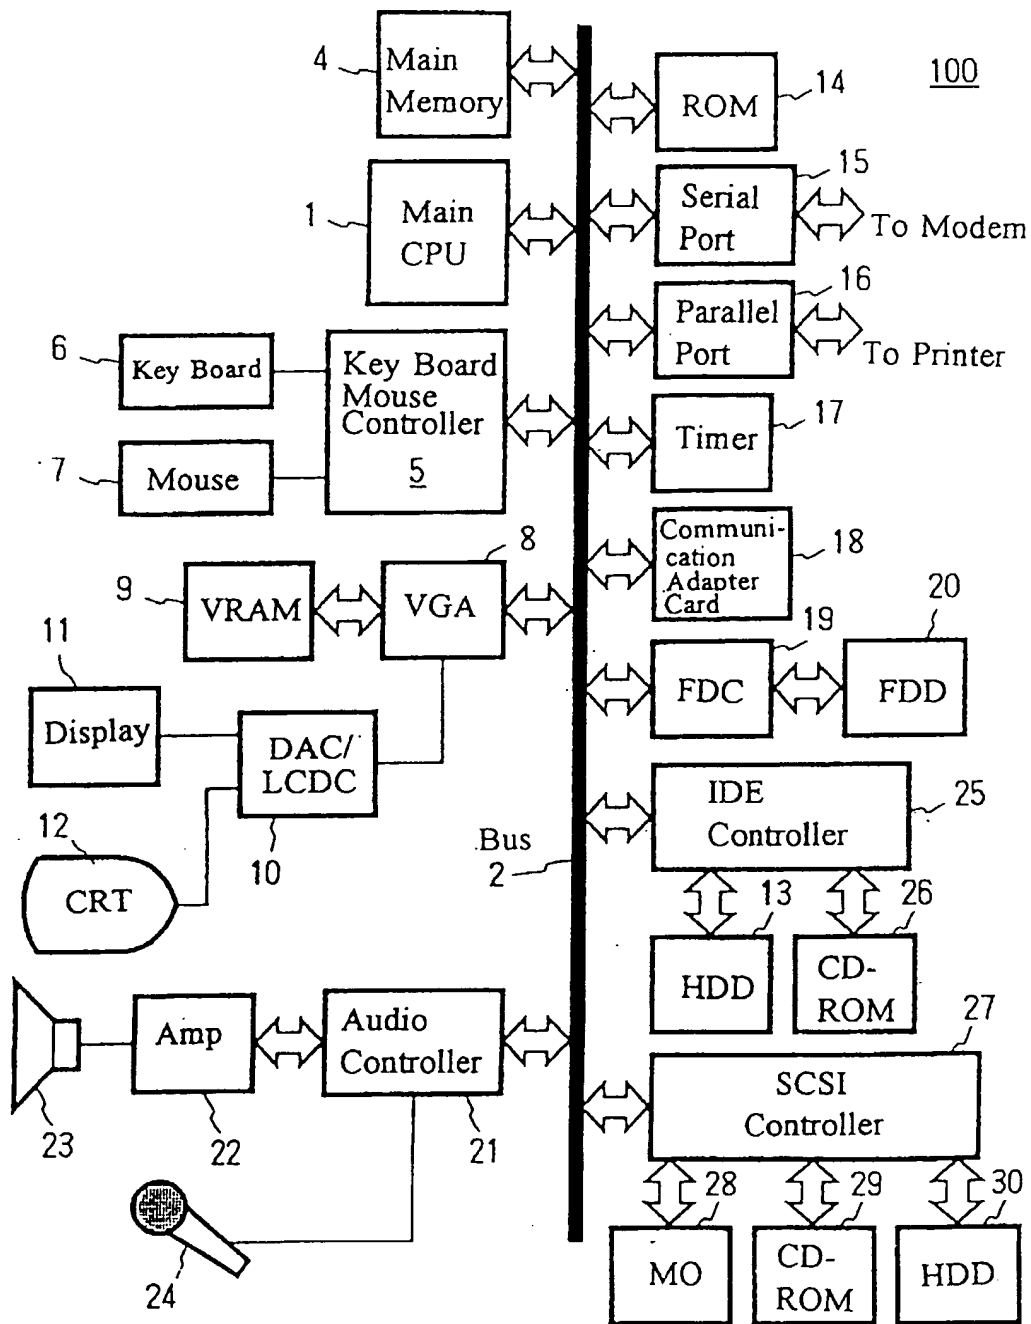 100
4
Main
Memory
14
ROM
1
Main
CPU
15
Serial
Port
To Modem
16
Parallel
Port
To Printer
6
Key Board
7
Mouse
Key Board
Mouse
Controller
5
17
Timer
18
Communi-
cation
Adapter
Card
8
VGA
9
VRAM
19
FDC
20
FDD
11
Display
DAC/
LCDC
10
12
CRT
Bus
2
25
IDE
Controller
13
HDD
26
CD-
ROM
23
Amp
22
Audio
Controller
21
24
27
SCSI
Controller
28
MO
29
CD-
ROM
30
HDD